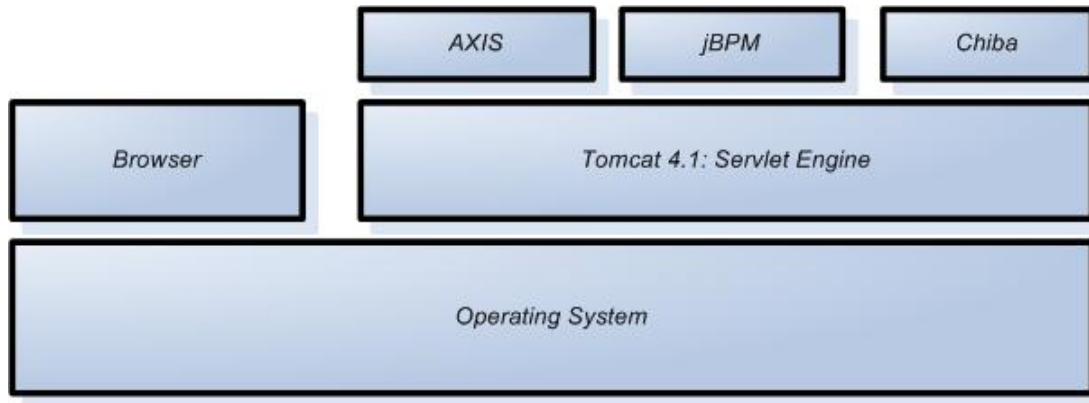 AXIS
jBPM
Chiba
Browser
Tomcat 4.1: Servlet Engine
Operating System